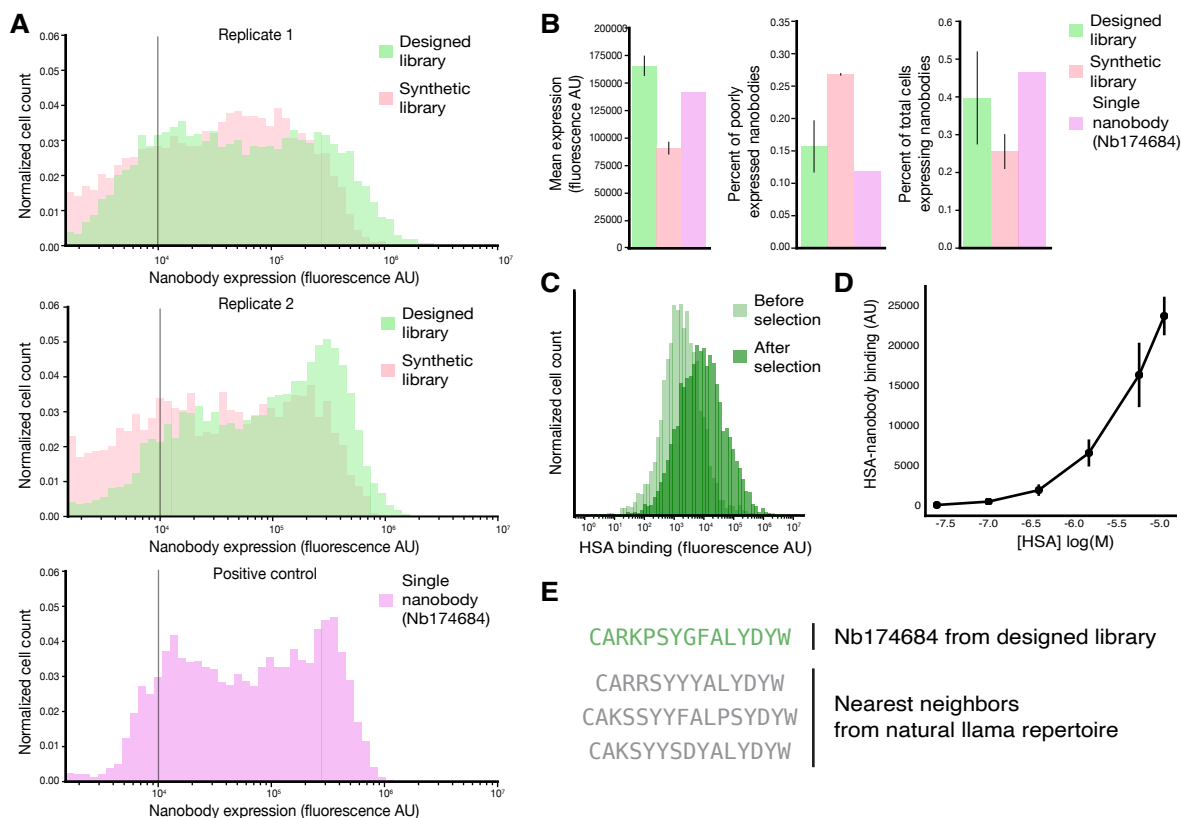 A
Replicate 1
Designed
library
Synthetic
library
Normalized cell count
0.06
0.05
0.04
0.03
0.02
0.01
0.00
10⁴
10⁵
10⁶
10⁷
Nanobody expression (fluorescence AU)
Replicate 2
Designed
library
Synthetic
library
Normalized cell count
0.06
0.05
0.04
0.03
0.02
0.01
0.00
10⁴
10⁵
10⁶
10⁷
Nanobody expression (fluorescence AU)
Positive control
Single
nanobody
(Nb174684)
Normalized cell count
0.06
0.05
0.04
0.03
0.02
0.01
0.00
10⁴
10⁵
10⁶
10⁷
Nanobody expression (fluorescence AU)
B
Mean expression
(fluorescence AU)
200000
175000
150000
125000
100000
75000
50000
25000
0
Percent of poorly
expressed nanobodies
0.35
0.30
0.25
0.20
0.15
0.10
0.05
0.00
Percent of total cells
expressing nanobodies
0.6
0.5
0.4
0.3
0.2
0.1
0.0
Designed
library
Synthetic
library
Single
nanobody
(Nb174684)
C
Before
selection
After
selection
Normalized cell count
10⁰ 10¹ 10² 10³ 10⁴ 10⁵ 10⁶ 10⁷
HSA binding (fluorescence AU)
D
HSA-nanobody binding (AU)
25000
20000
15000
10000
5000
0
-7.5 -7.0 -6.5 -6.0 -5.5 -5.0
[HSA] log(M)
E
CARKPSYGFALYDYW
Nb174684 from designed library
CARRSYYYALYDYW
CAKSSYYFALPSYDYW
CAKSYYSDYALYDYW
Nearest neighbors
from natural llama repertoire